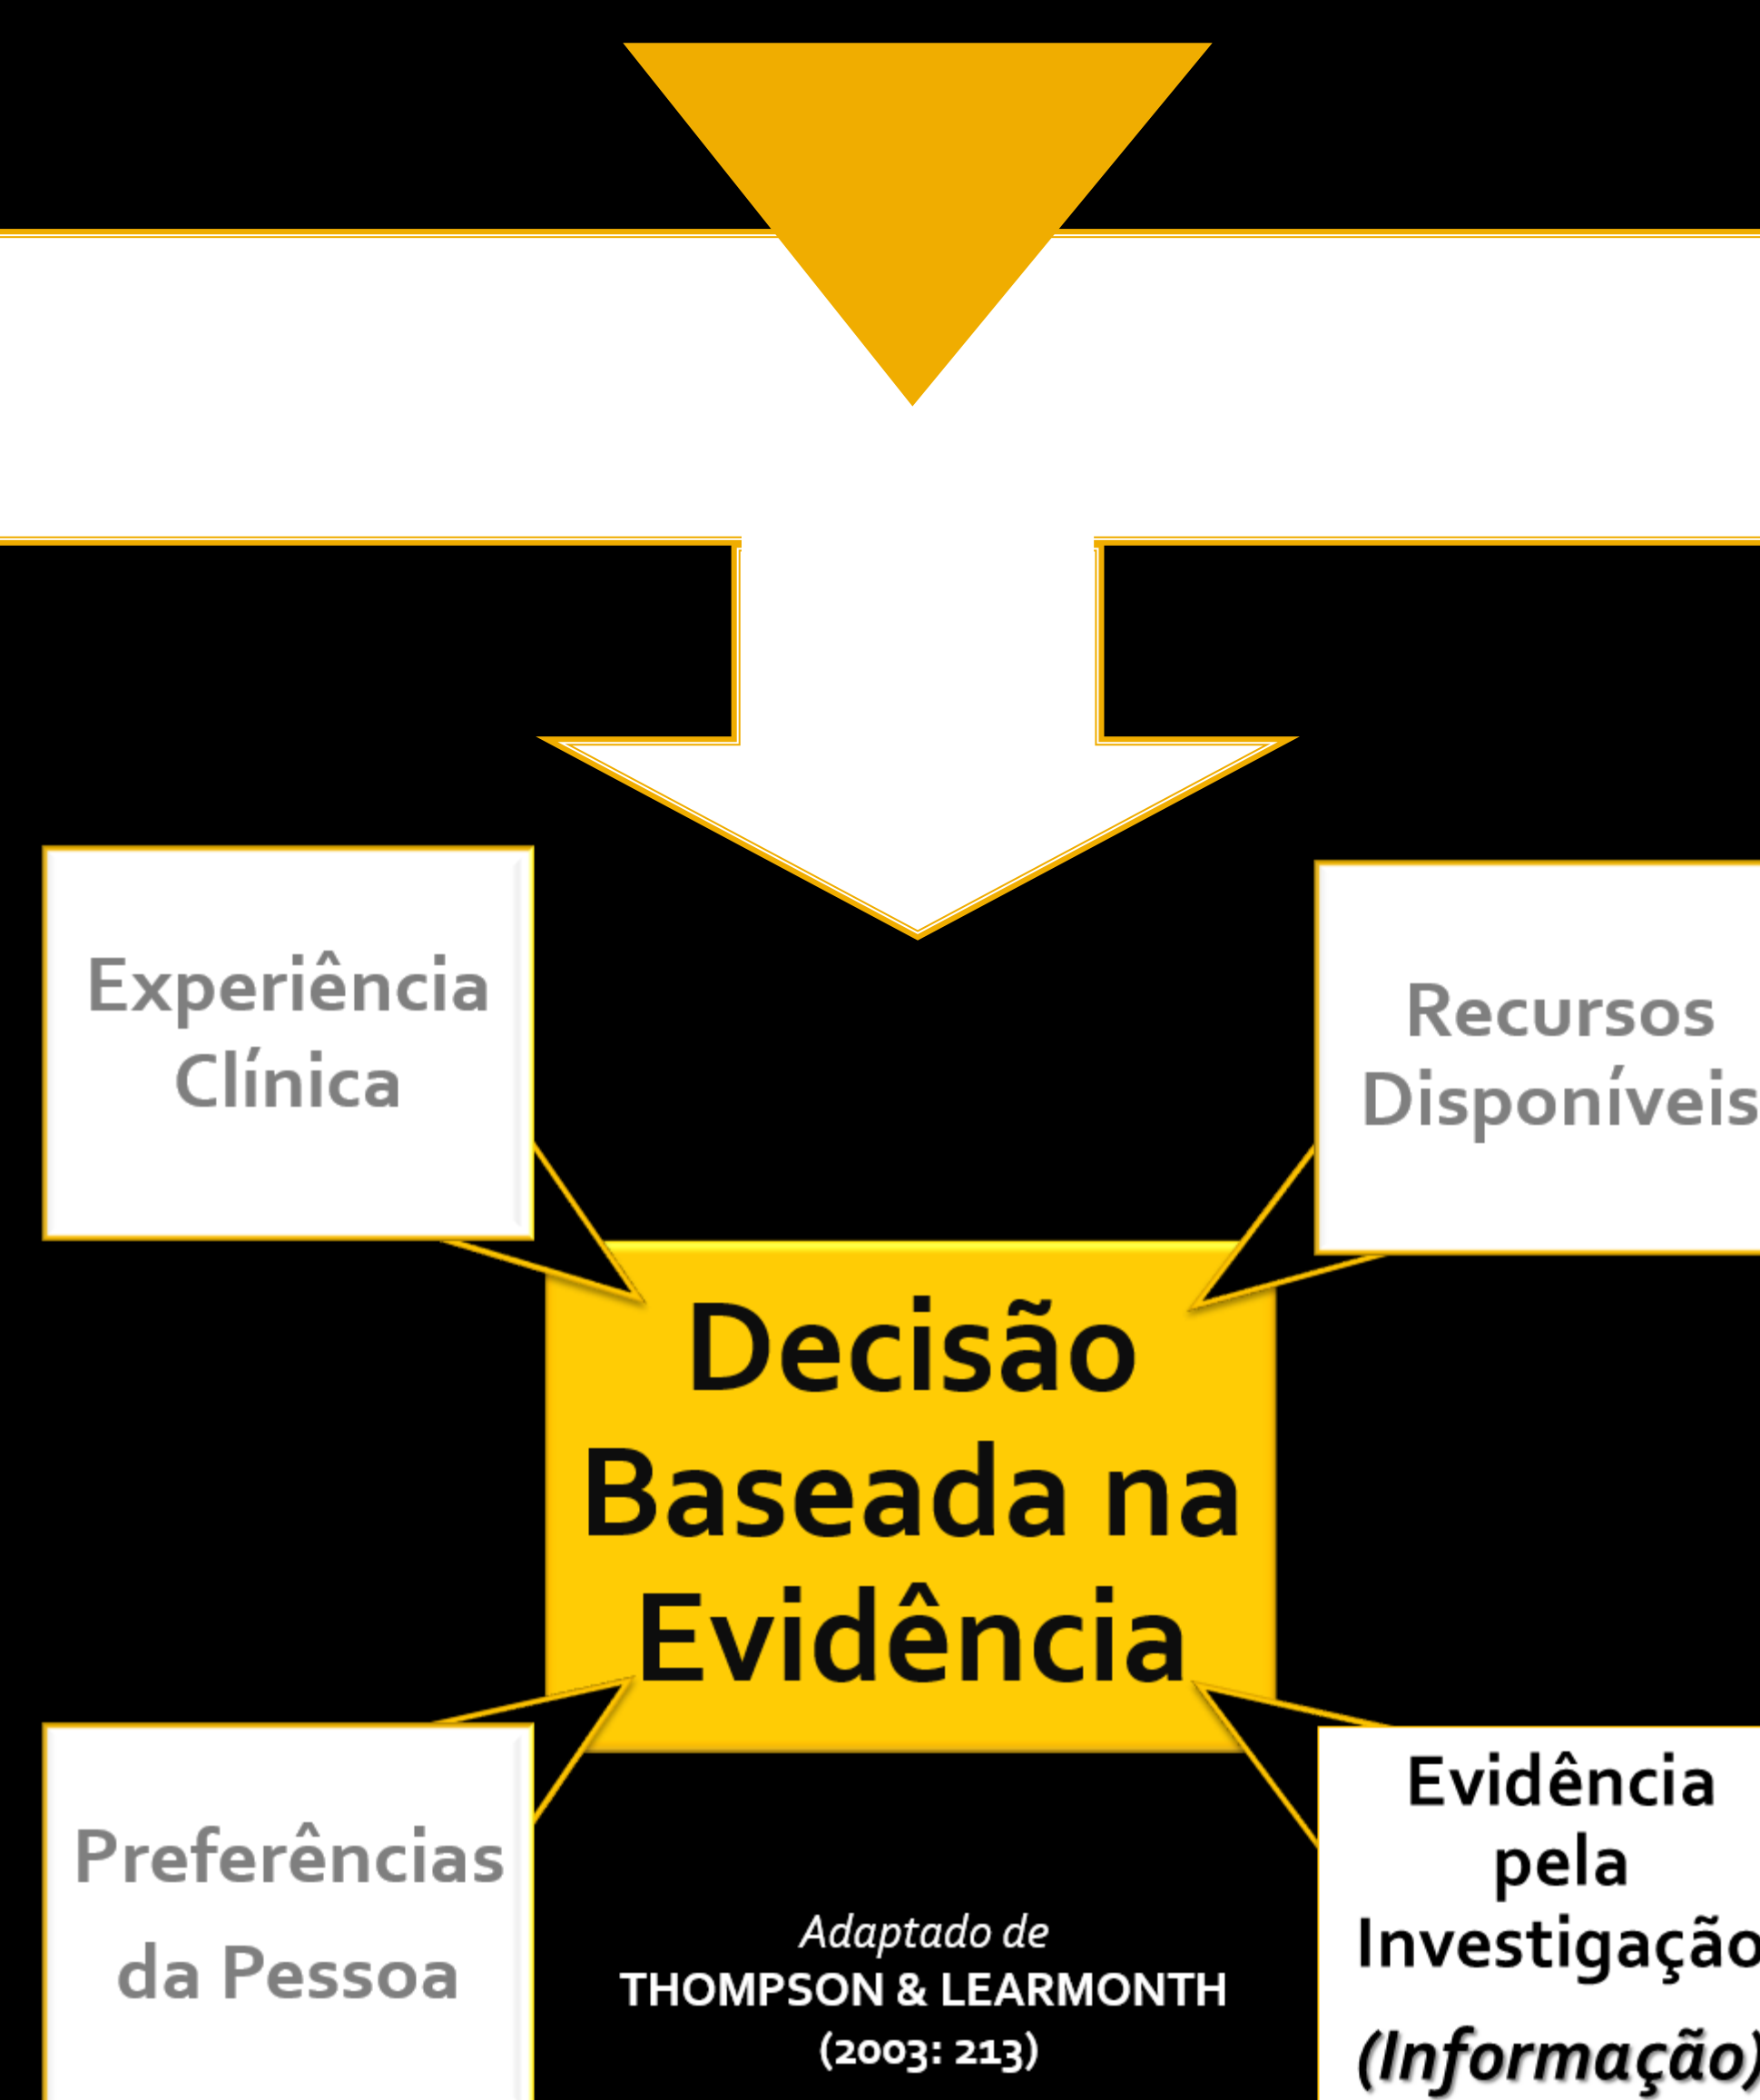 Experiência
Clínica
Recursos
Disponíveis
Decisão
Baseada na
Evidência
Preferências
da Pessoa
Evidência
pela
Investigação
(Informação)
Adaptado de
THOMPSON & LEARMONTH
(2003: 213)